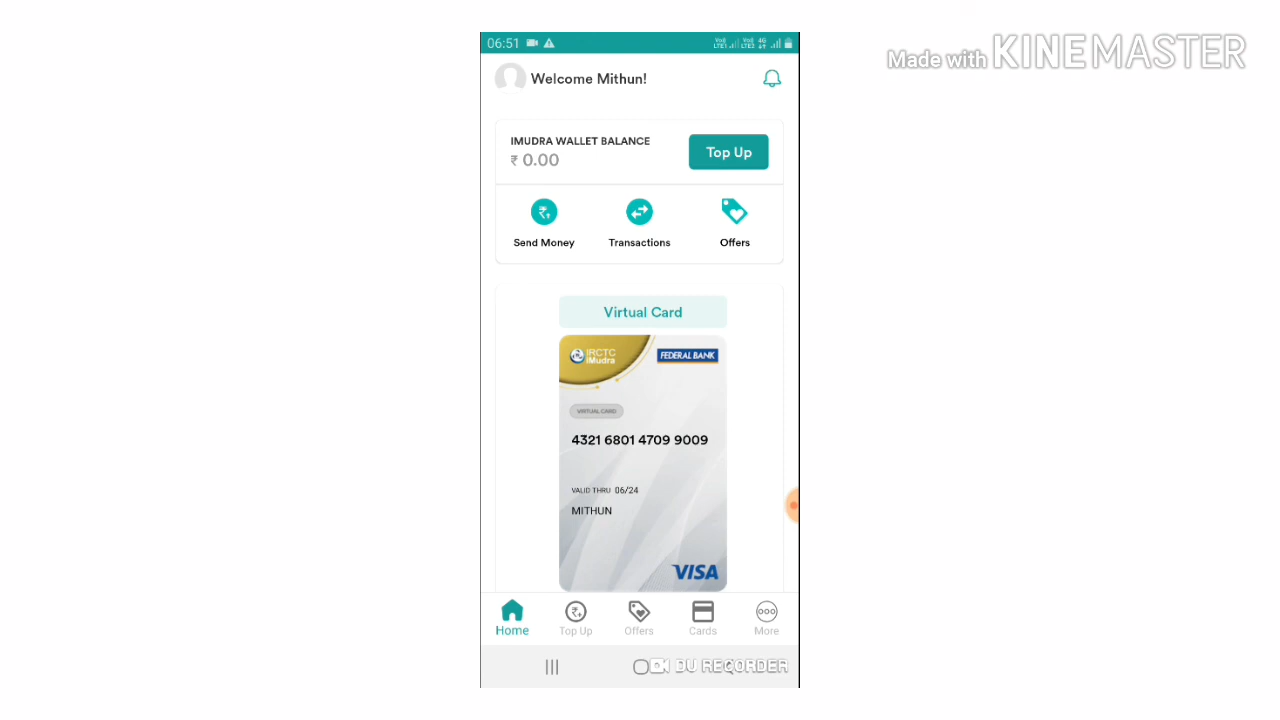 06:51
Made with KINEMASTER
Welcome Mithun!
IMUDRA WALLET BALANCE
₹ 0.00
Top Up
Send Money
Transactions
Offers
Virtual Card
IRCTC
iMudra
FEDERAL BANK
VIRTUAL CARD
4321 6801 4709 9009
VALID THRU 06/24
MITHUN
VISA
Home
Top Up
Offers
Cards
More
DU RECORDER